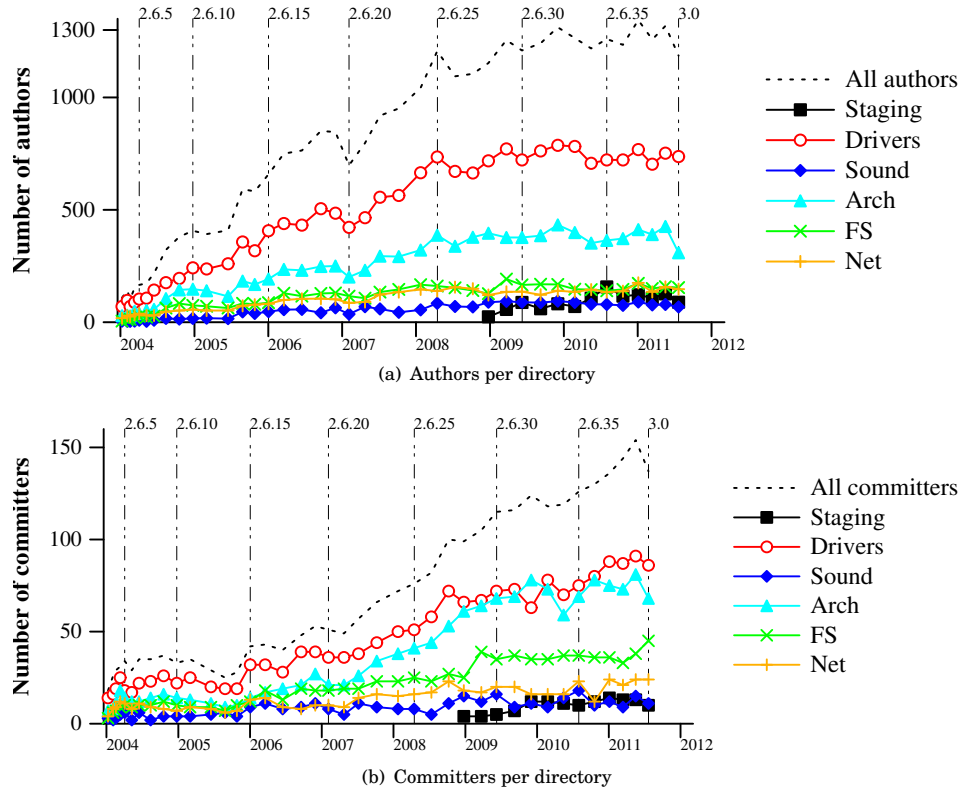 2.6.5 2.6.10 2.6.15 2.6.20 2.6.25 2.6.30 2.6.35 3.0
Number of authors
1300
1000
500
0
2004 2005 2006 2007 2008 2009 2010 2011 2012
All authors
Staging
Drivers
Sound
Arch
FS
Net
(a) Authors per directory
2.6.5 2.6.10 2.6.15 2.6.20 2.6.25 2.6.30 2.6.35 3.0
Number of committers
150
100
50
0
2004 2005 2006 2007 2008 2009 2010 2011 2012
All committers
Staging
Drivers
Sound
Arch
FS
Net
(b) Committers per directory